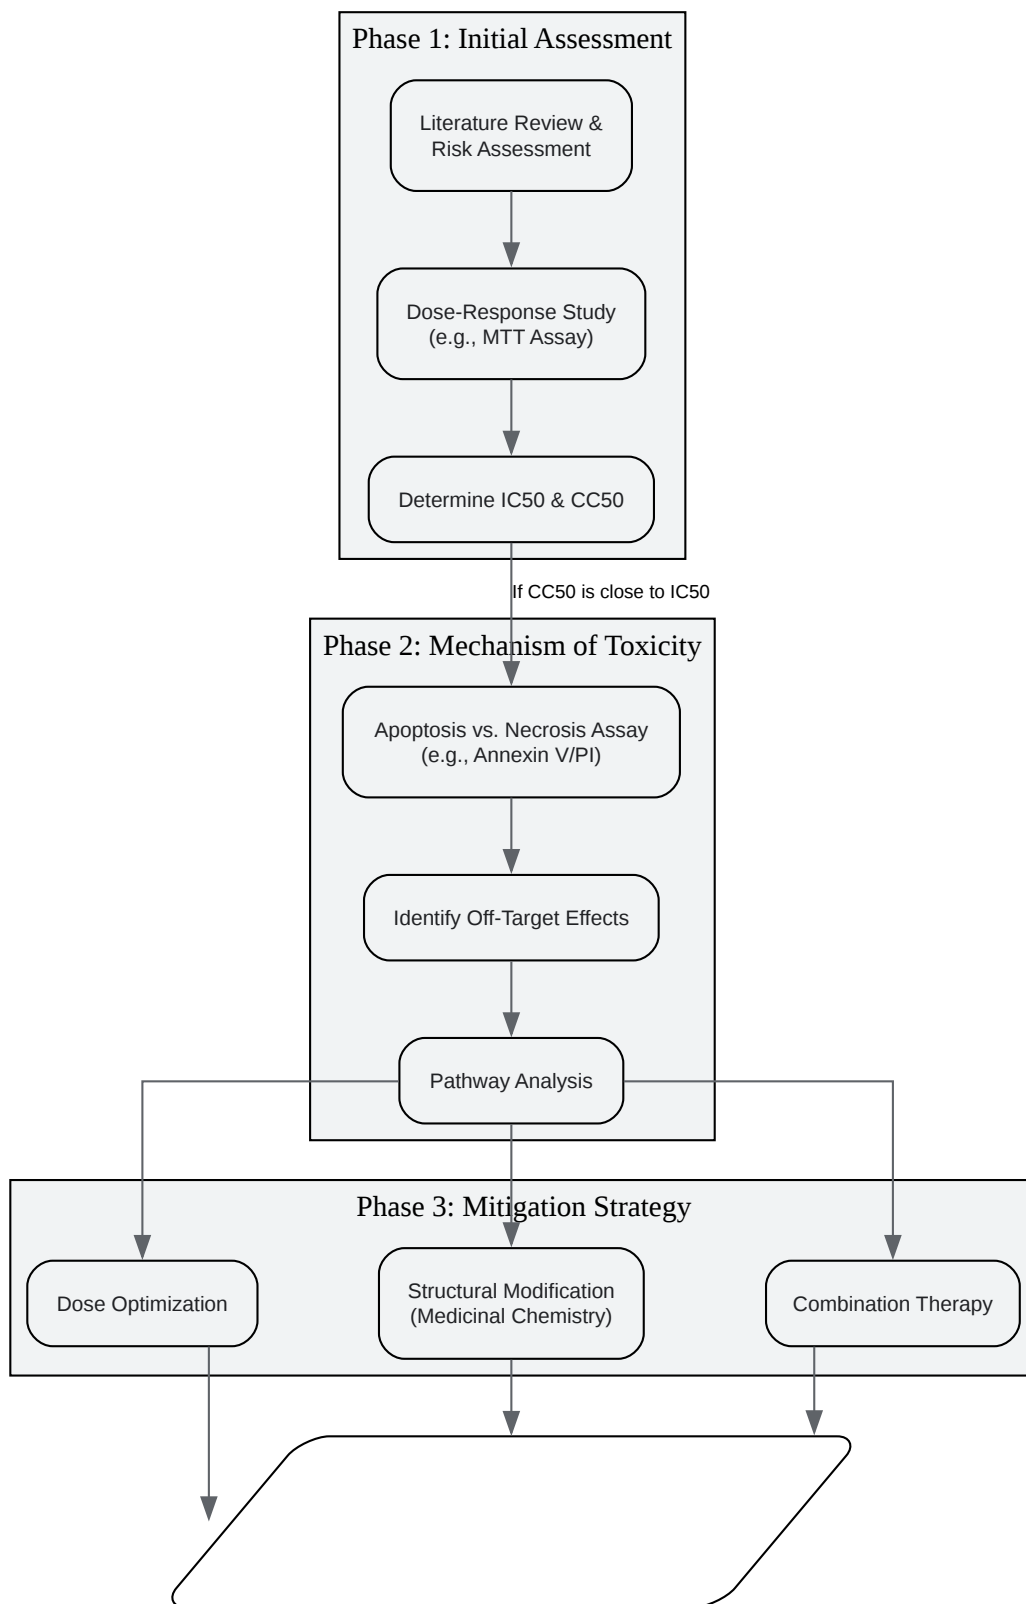 Phase 1: Initial Assessment
Literature Review &
Risk Assessment
Dose-Response Study
(e.g., MTT Assay)
Determine IC50 & CC50
If CC50 is close to IC50
Phase 2: Mechanism of Toxicity
Apoptosis vs. Necrosis Assay
(e.g., Annexin V/PI)
Identify Off-Target Effects
Pathway Analysis
Phase 3: Mitigation Strategy
Dose Optimization
Structural Modification
(Medicinal Chemistry)
Combination Therapy